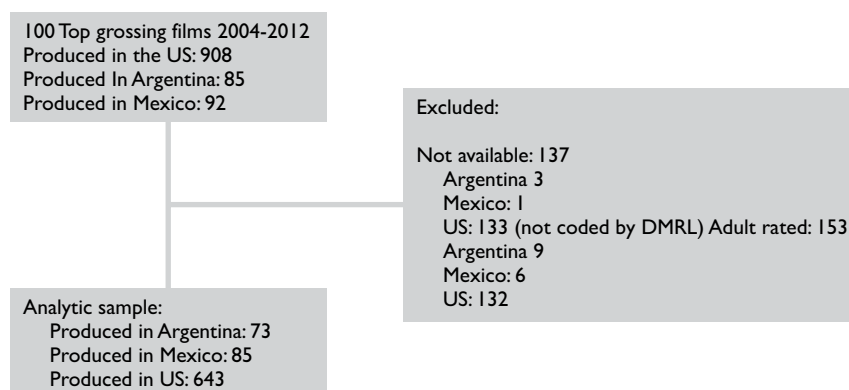 100 Top grossing films 2004-2012
Produced in the US: 908
Produced In Argentina: 85
Produced in Mexico: 92
Excluded:
Not available: 137
Argentina 3
Mexico: 1
US: 133 (not coded by DMRL) Adult rated: 153
Argentina 9
Mexico: 6
US: 132
Analytic sample:
Produced in Argentina: 73
Produced in Mexico: 85
Produced in US: 643